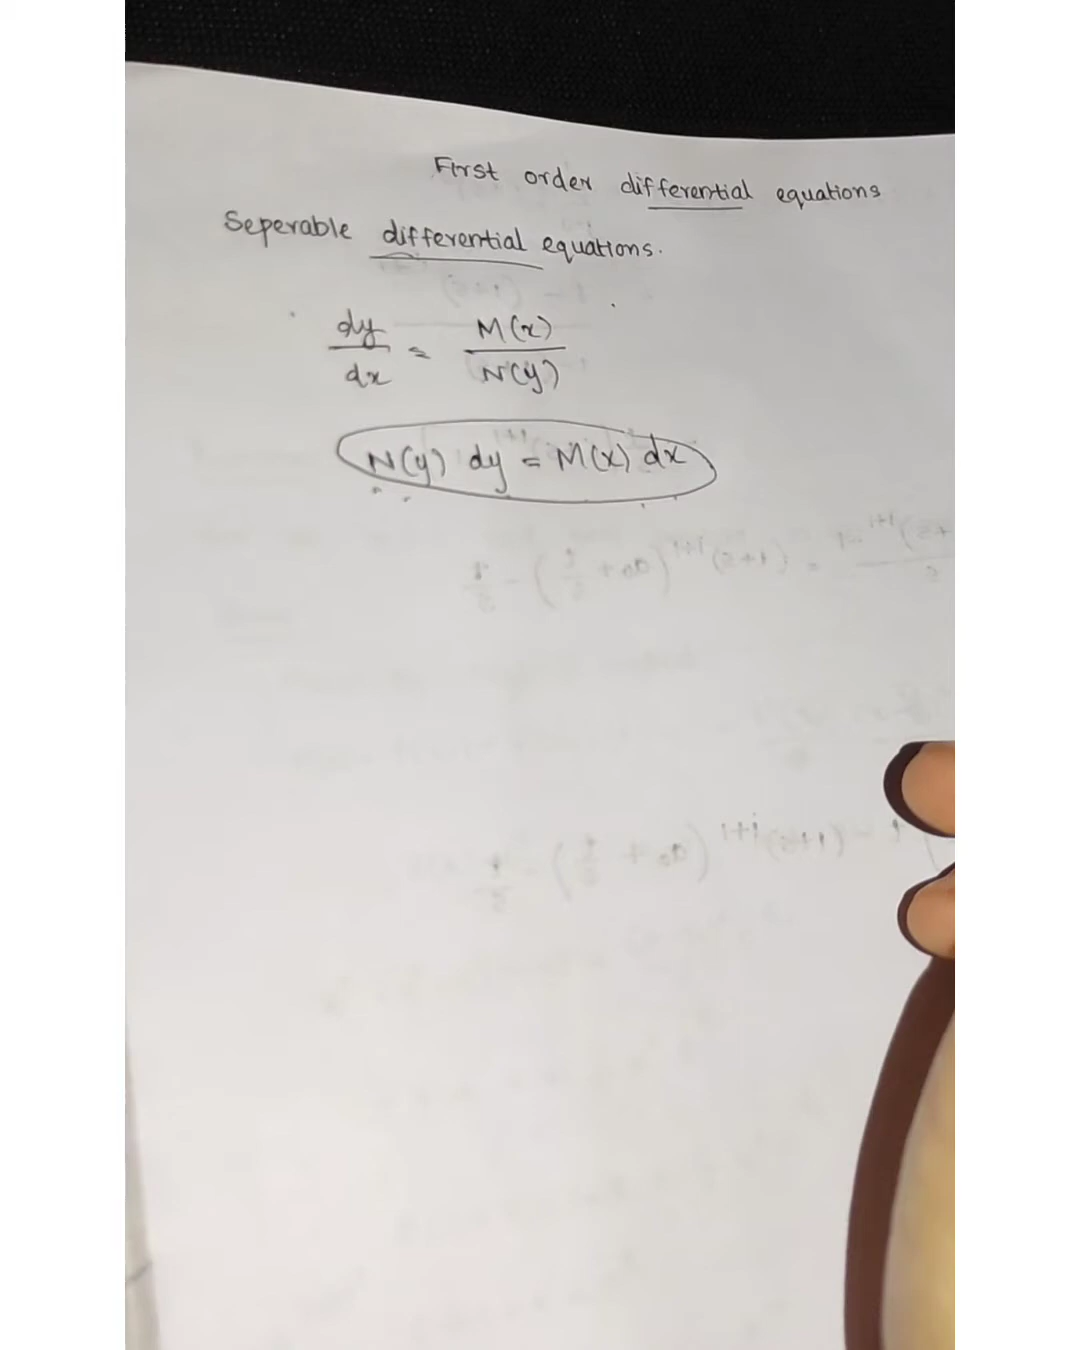 First order differential equations
Seperable differential equations.
dy/dx = M(x)/N(y)
N(y) dy = M(x) dx